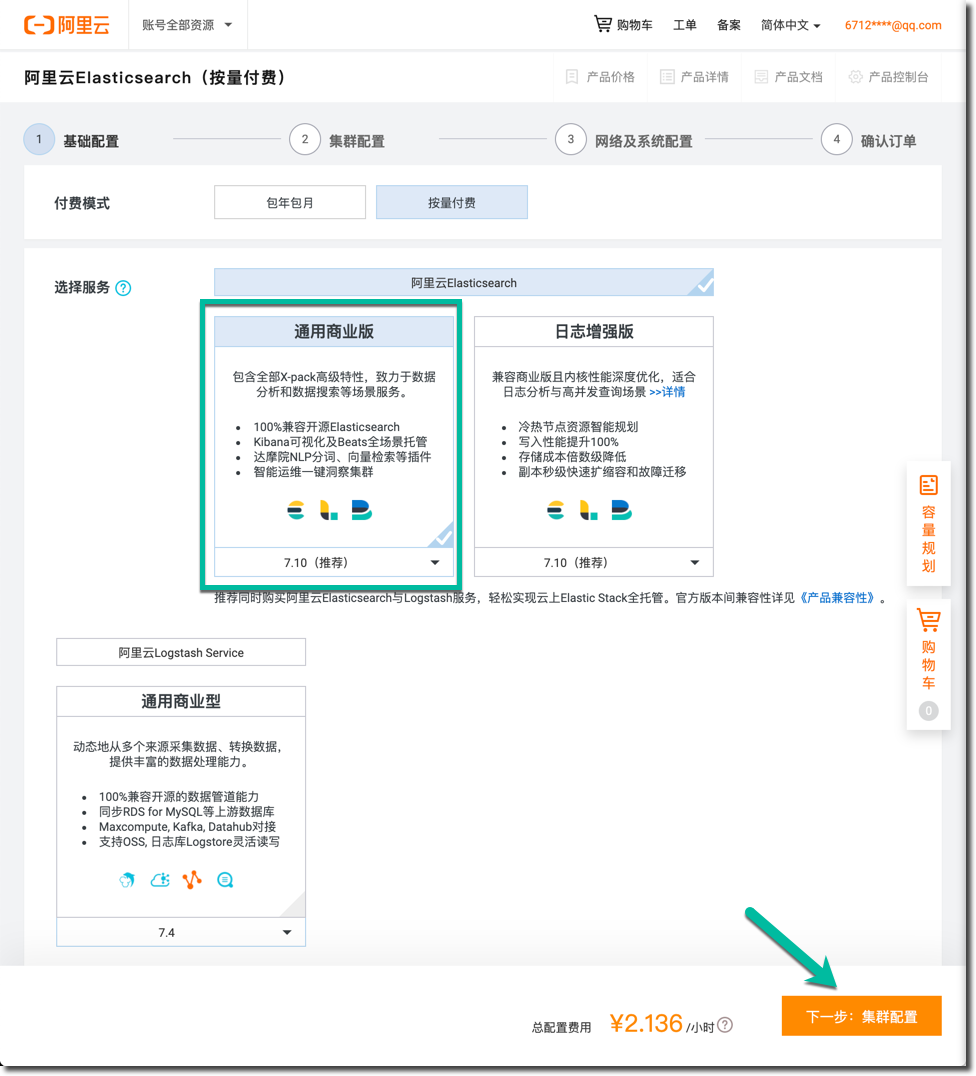 阿里云
账号全部资源
购物车
工单
备案
简体中文
6712****@qq.com
阿里云Elasticsearch（按量付费）
产品价格
产品详情
产品文档
产品控制台
1
基础配置
2
集群配置
3
网络及系统配置
4
确认订单
付费模式
包年包月
按量付费
选择服务
?
阿里云Elasticsearch
通用商业版
包含全部X-pack高级特性，致力于数据
分析和数据搜索等场景服务。
100%兼容开源Elasticsearch
Kibana可视化及Beats全场景托管
达摩院NLP分词、向量检索等插件
智能运维一键洞察集群
7.10（推荐）
日志增强版
兼容商业版且内核性能深度优化，适合
日志分析与高并发查询场景 >>详情
冷热节点资源智能规划
写入性能提升100%
存储成本倍数级降低
副本秒级快速扩缩容和故障迁移
7.10（推荐）
推荐同时购买阿里云Elasticsearch与Logstash服务，轻松实现云上Elastic Stack全托管。官方版本间兼容性详见《产品兼容性》。
阿里云Logstash Service
通用商业型
动态地从多个来源采集数据、转换数据，
提供丰富的数据处理能力。
100%兼容开源的数据管道能力
同步RDS for MySQL等上游数据库
Maxcompute, Kafka, Datahub对接
支持OSS, 日志库Logstore灵活读写
7.4
容
量
规
划
购
物
车
0
总配置费用
¥2.136 /小时
?
下一步：集群配置